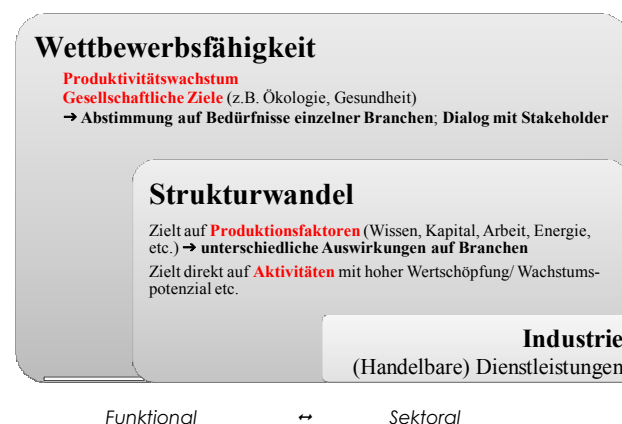 Wettbewerbsfähigkeit
Produktivitätswachstum
Gesellschaftliche Ziele (z.B. Ökologie, Gesundheit)
➔ Abstimmung auf Bedürfnisse einzelner Branchen; Dialog mit Stakeholder
Strukturwandel
Zielt auf Produktionsfaktoren (Wissen, Kapital, Arbeit, Energie,
etc.) ➔ unterschiedliche Auswirkungen auf Branchen
Zielt direkt auf Aktivitäten mit hoher Wertschöpfung/ Wachstums-
potenzial etc.
Industrie
(Handelbare) Dienstleistungen
Funktional ↔ Sektoral